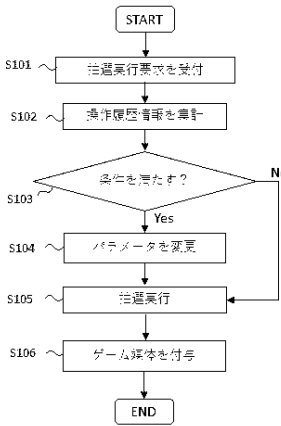 START
S101
抽選実行要求を受付
S102
操作履歴情報を集計
条件を満たす？
N
S103
Yes
S104
パラメータを変更
S105
抽選実行
S106
ゲーム媒体を付与
END